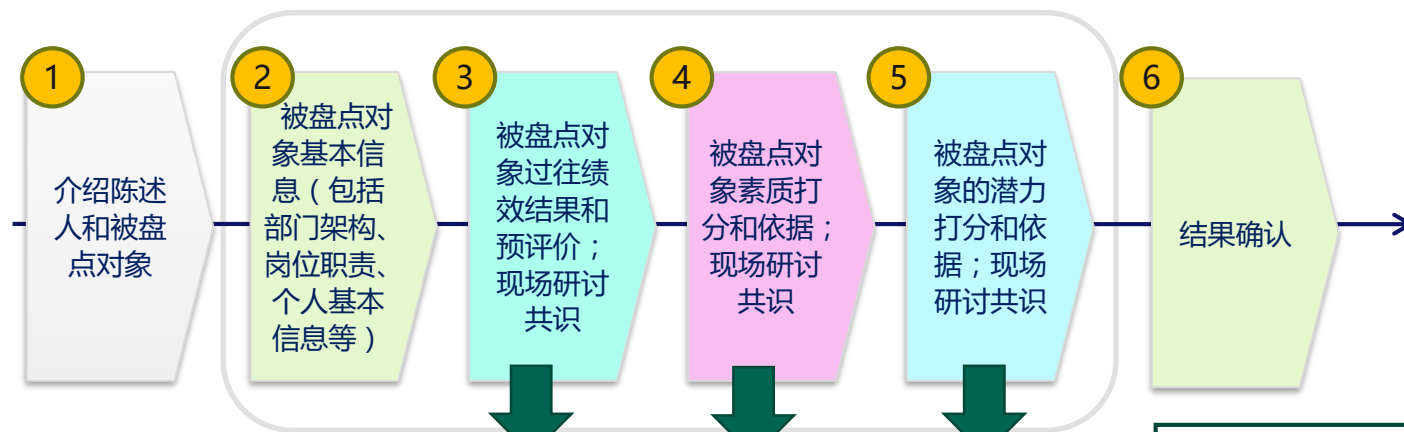 1
介绍陈述
人和被盘
点对象
2
被盘点对
象基本信
息（包括
部门架构、
岗位职责、
个人基本
信息等）
3
被盘点对
象过往绩
效结果和
预评价；
现场研讨
共识
4
被盘点对
象素质打
分和依据；
现场研讨
共识
5
被盘点对
象的潜力
打分和依
据；现场
研讨共识
6
结果确认